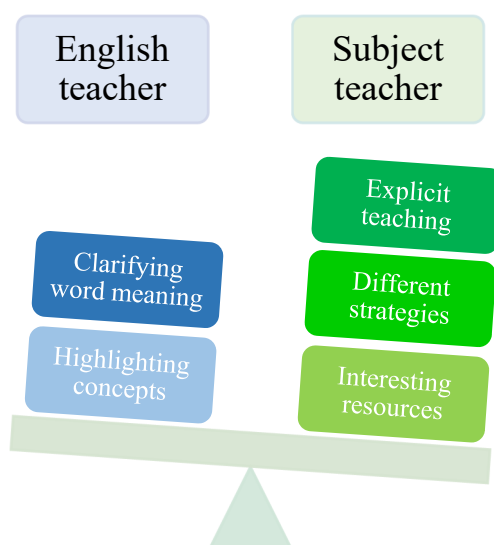 English
teacher
Subject
teacher
Clarifying
word meaning
Highlighting
concepts
Explicit
teaching
Different
strategies
Interesting
resources